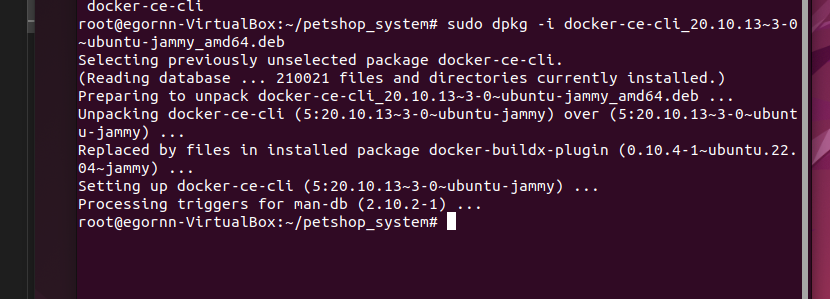 docker-ce-cli
root@egornn-VirtualBox:~/petshop_system# sudo dpkg -i docker-ce-cli_20.10.13~3-0
~ubuntu-jammy_amd64.deb
Selecting previously unselected package docker-ce-cli.
(Reading database ... 210021 files and directories currently installed.)
Preparing to unpack docker-ce-cli_20.10.13~3-0~ubuntu-jammy_amd64.deb ...
Unpacking docker-ce-cli (5:20.10.13~3-0~ubuntu-jammy) over (5:20.10.13~3-0~ubunt
u-jammy) ...
Replaced by files in installed package docker-buildx-plugin (0.10.4-1~ubuntu.22.
04~jammy) ...
Setting up docker-ce-cli (5:20.10.13~3-0~ubuntu-jammy) ...
Processing triggers for man-db (2.10.2-1) ...
root@egornn-VirtualBox:~/petshop_system#